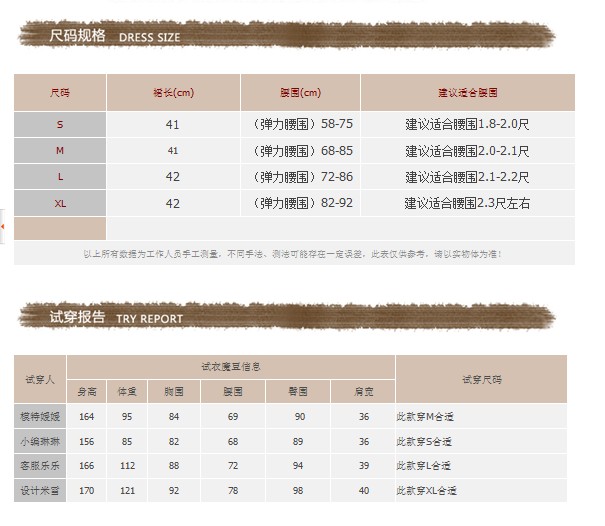 尺码规格 DRESS SIZE
尺码 裙长(cm) 腰围(cm) 建议适合腰围
S 41 （弹力腰围）58-75 建议适合腰围1.8-2.0尺
M 41 （弹力腰围）68-85 建议适合腰围2.0-2.1尺
L 42 （弹力腰围）72-86 建议适合腰围2.1-2.2尺
XL 42 （弹力腰围）82-92 建议适合腰围2.3尺左右
以上所有数据为工作人员手工测量，不同手法、测法可能存在一定误差，此表仅供参考，请以实物体为准！
试穿报告 TRY REPORT
试穿人 试衣魔豆信息 试穿尺码
身高 体重 胸围 腰围 臀围 肩宽
模特媛媛 164 95 84 69 90 36 此款穿M合适
小编琳琳 156 85 82 68 89 36 此款穿S合适
客服乐乐 166 112 88 72 94 39 此款穿L合适
设计米雪 170 121 92 78 98 40 此款穿XL合适